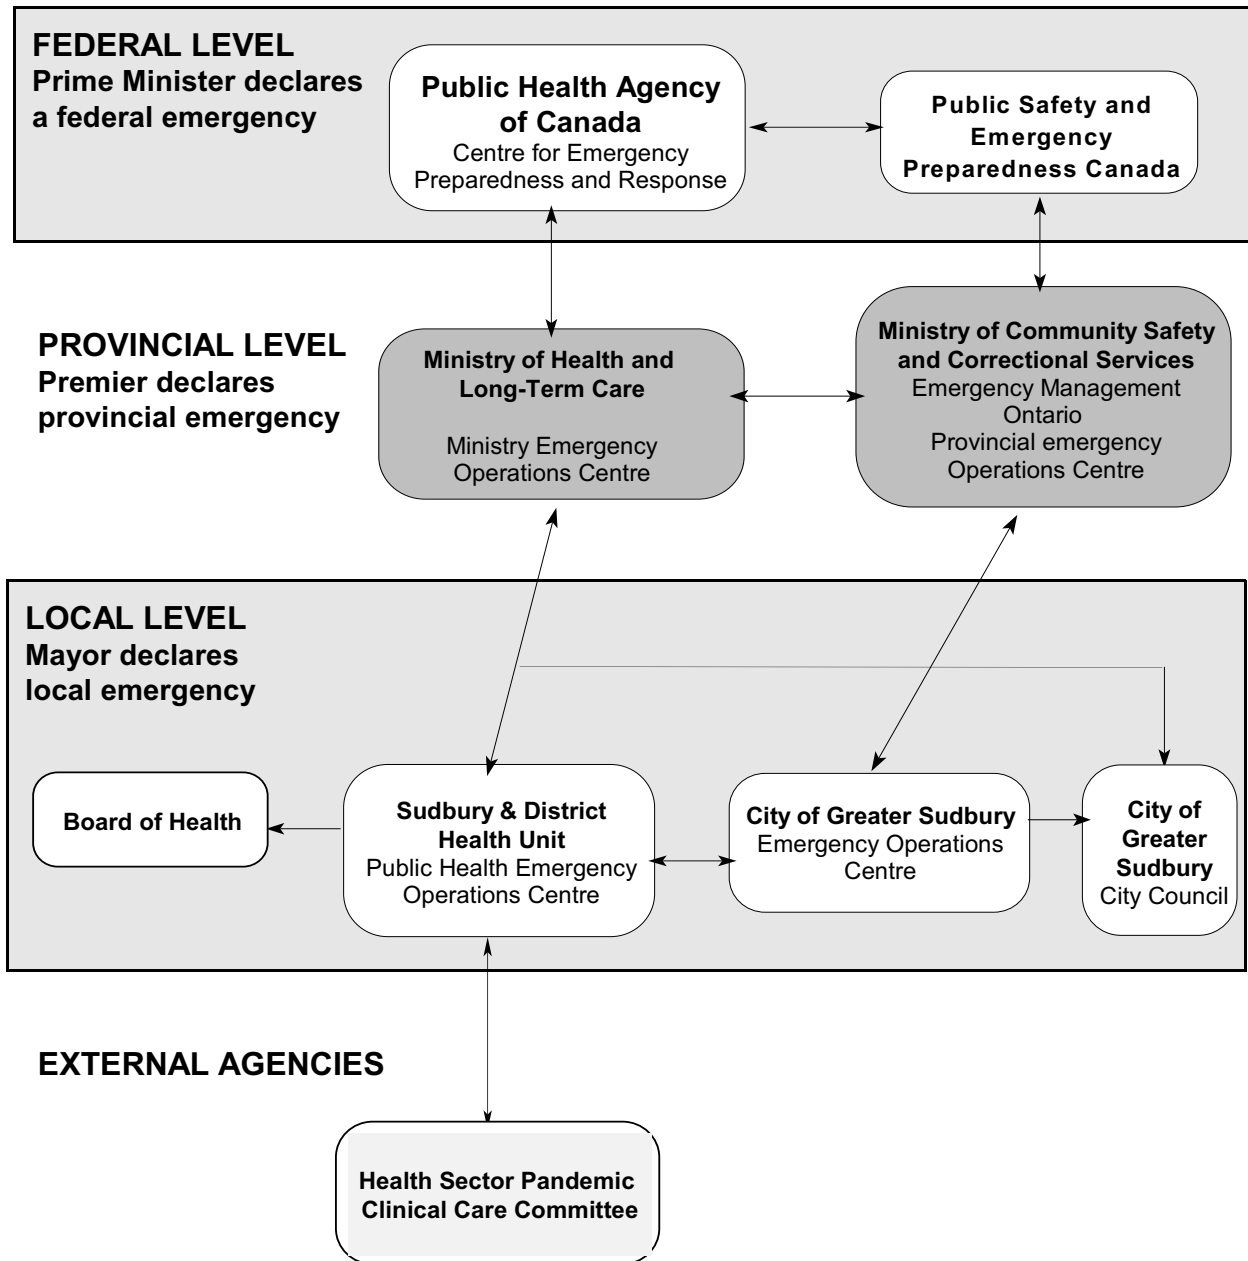 FEDERAL LEVEL
Prime Minister declares
a federal emergency
Public Health Agency
of Canada
Centre for Emergency
Preparedness and Response
Public Safety and
Emergency
Preparedness Canada
PROVINCIAL LEVEL
Premier declares
provincial emergency
Ministry of Health and
Long-Term Care
Ministry Emergency
Operations Centre
Ministry of Community Safety
and Correctional Services
Emergency Management
Ontario
Provincial emergency
Operations Centre
LOCAL LEVEL
Mayor declares
local emergency
Board of Health
Sudbury & District
Health Unit
Public Health Emergency
Operations Centre
City of Greater Sudbury
Emergency Operations
Centre
City of
Greater
Sudbury
City Council
EXTERNAL AGENCIES
Health Sector Pandemic
Clinical Care Committee